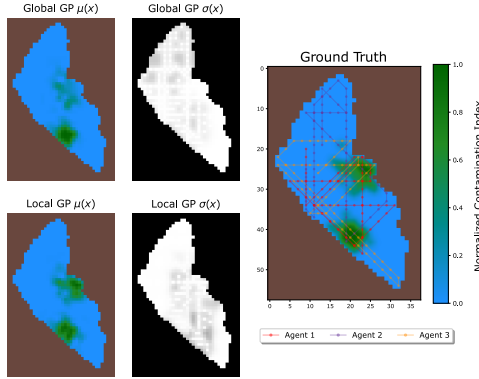 Global GP μ(x)
Global GP σ(x)
Local GP μ(x)
Local GP σ(x)
Ground Truth
0
10
20
30
40
50
0 5 10 15 20 25 30 35
1.0
0.8
0.6
0.4
0.2
0.0
Normalized Contamination Index
Agent 1 Agent 2 Agent 3